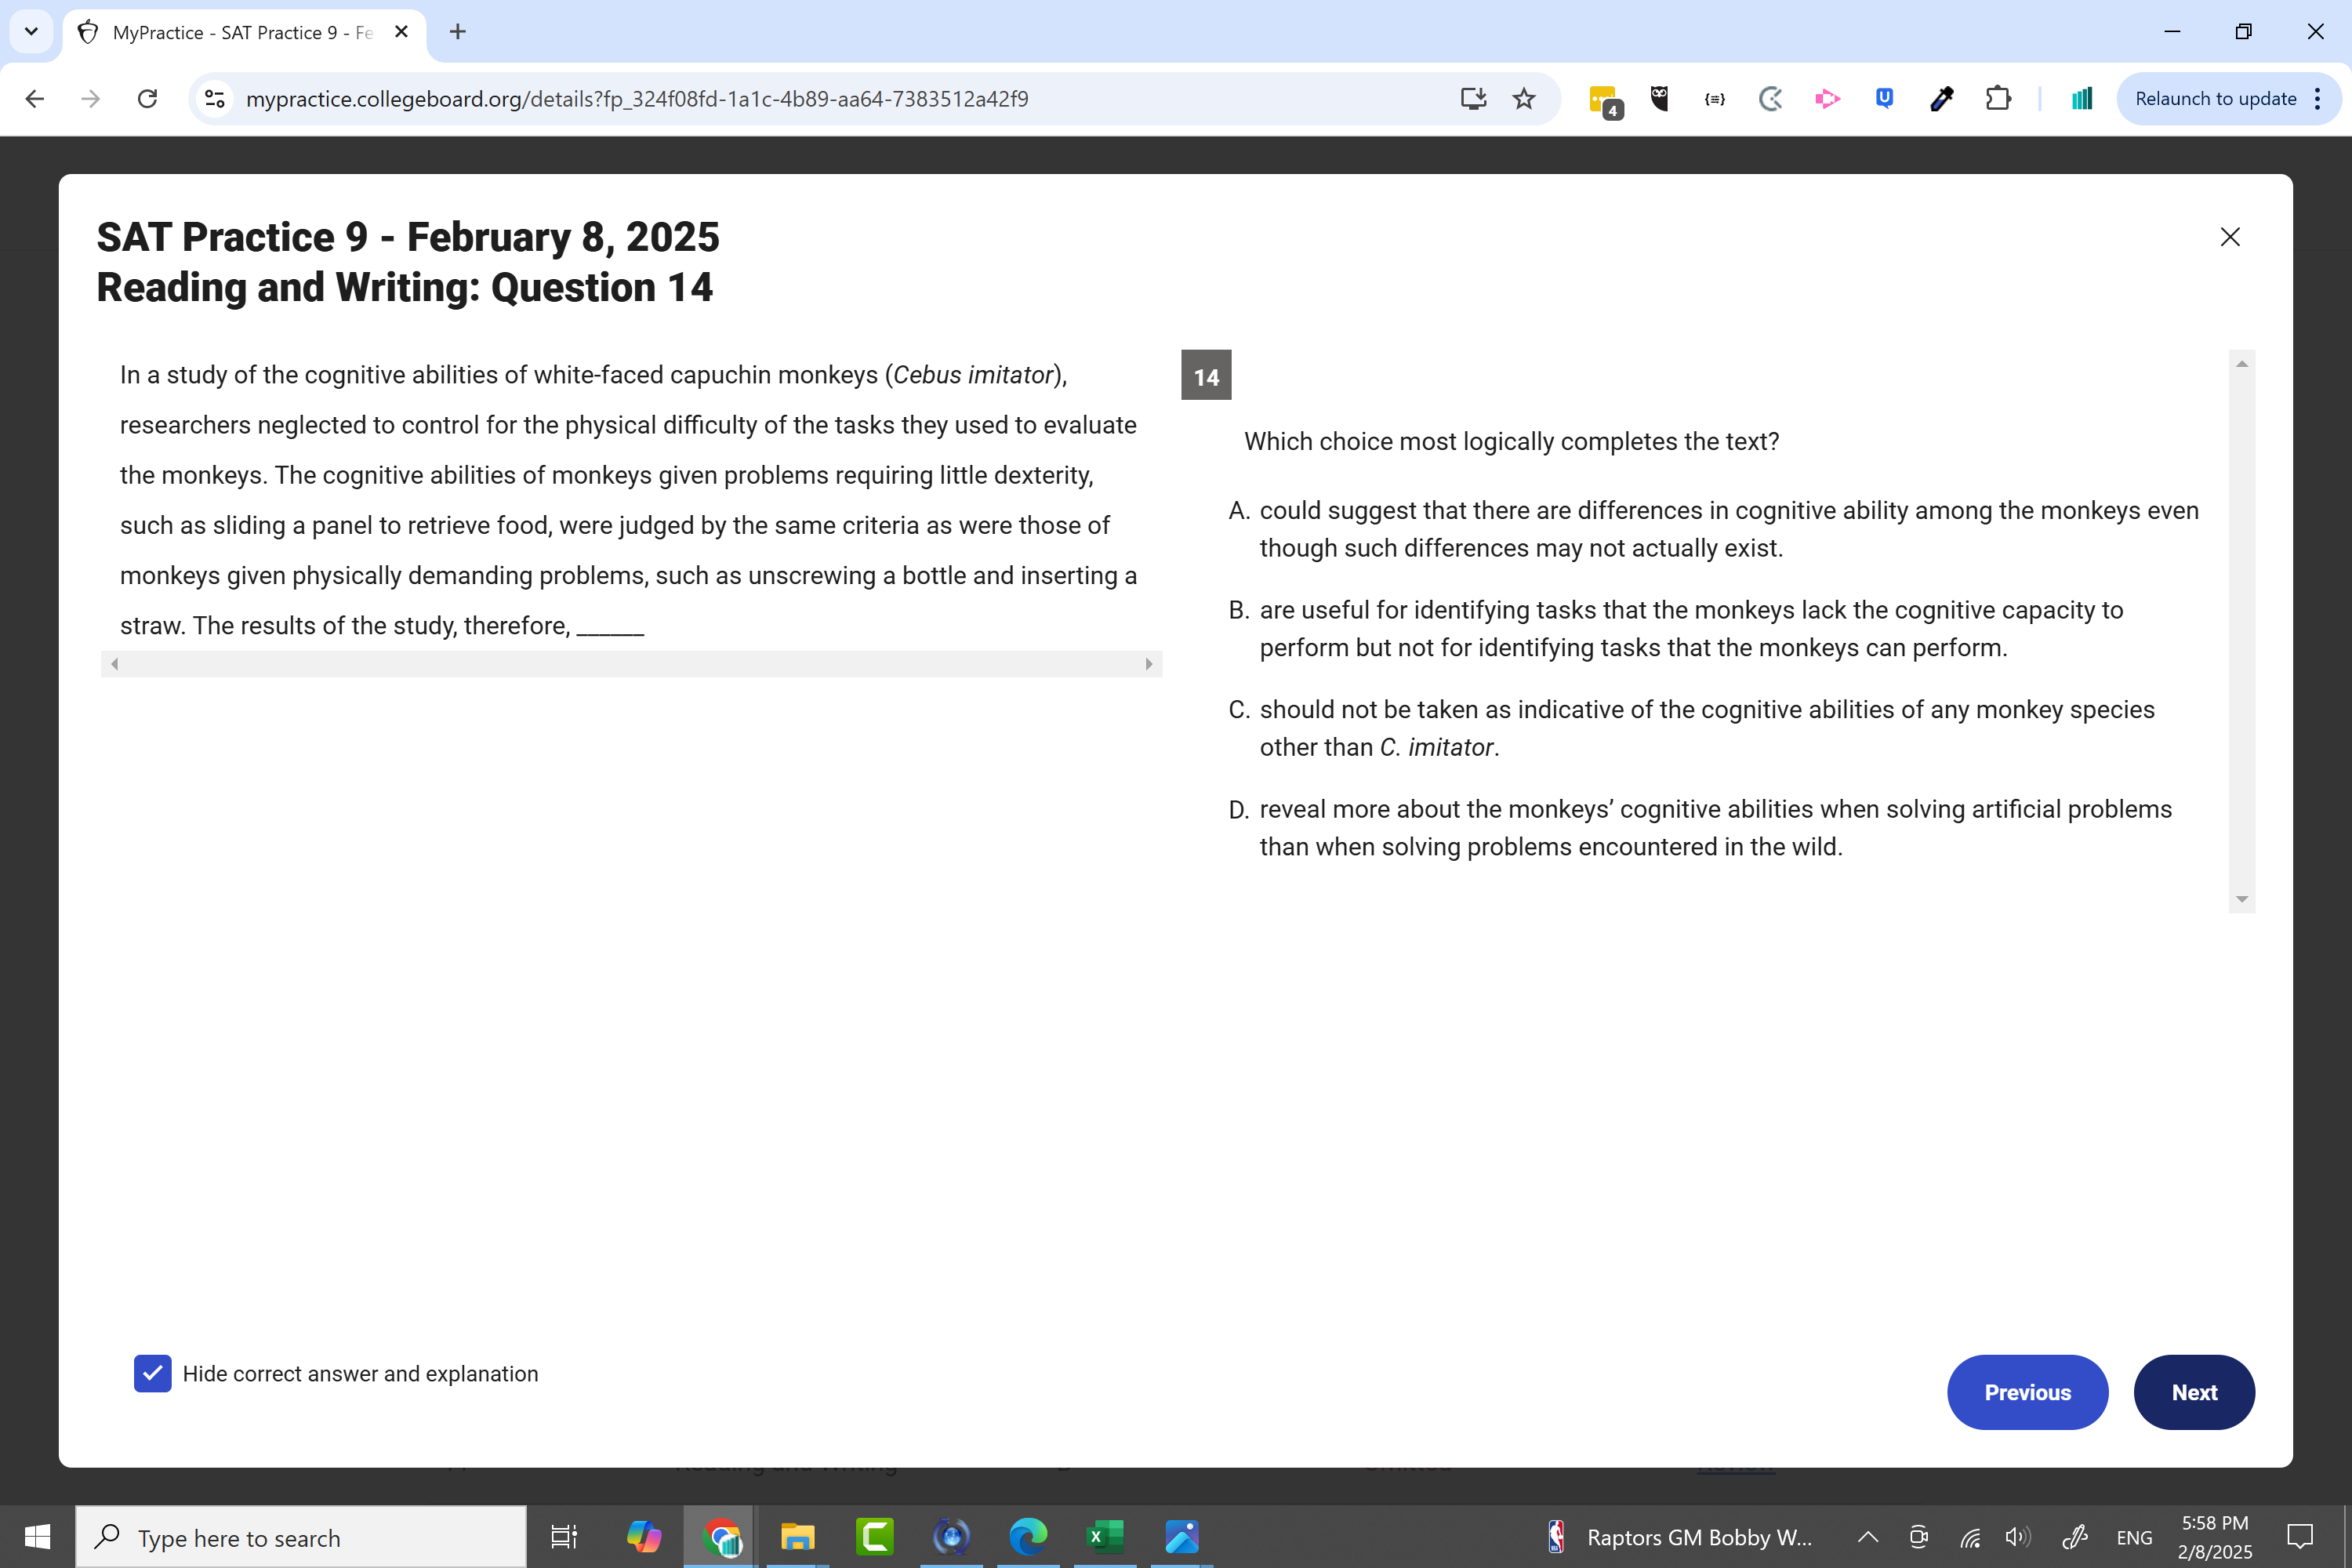 MyPractice - SAT Practice 9 - Fe
mypractice.collegeboard.org/details?fp_324f08fd-1a1c-4b89-aa64-7383512a42f9
4
Relaunch to update
SAT Practice 9 - February 8, 2025
Reading and Writing: Question 14
In a study of the cognitive abilities of white-faced capuchin monkeys (Cebus imitator),
researchers neglected to control for the physical difficulty of the tasks they used to evaluate
the monkeys. The cognitive abilities of monkeys given problems requiring little dexterity,
such as sliding a panel to retrieve food, were judged by the same criteria as were those of
monkeys given physically demanding problems, such as unscrewing a bottle and inserting a
straw. The results of the study, therefore, ______
14
Which choice most logically completes the text?
A. could suggest that there are differences in cognitive ability among the monkeys even
though such differences may not actually exist.
B. are useful for identifying tasks that the monkeys lack the cognitive capacity to
perform but not for identifying tasks that the monkeys can perform.
C. should not be taken as indicative of the cognitive abilities of any monkey species
other than C. imitator.
D. reveal more about the monkeys’ cognitive abilities when solving artificial problems
than when solving problems encountered in the wild.
Hide correct answer and explanation
Previous
Next
Type here to search
Raptors GM Bobby W...
ENG
5:58 PM
2/8/2025